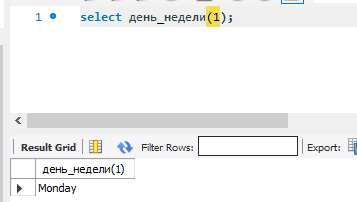 1
select день_недели(1);
Result Grid
Filter Rows:
Export:
день_недели(1)
Monday